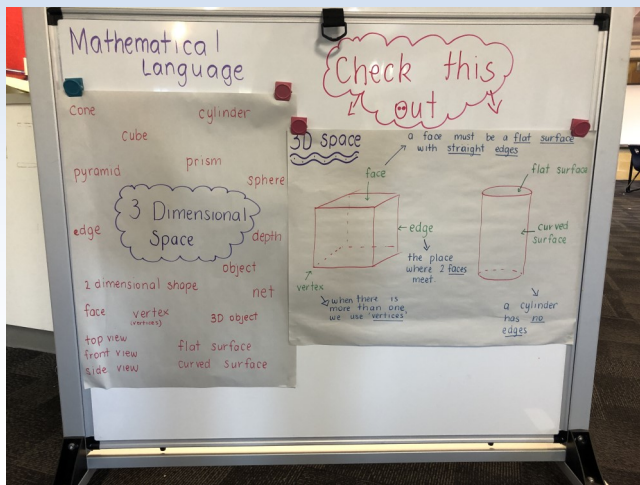 Mathematical
Language
Check this
out
cone
cylinder
cube
prism
pyramid
sphere
3 Dimensional
Space
edge
depth
object
2 dimensional shape
net
face
vertex
(vertices)
3D object
top view
front view
side view
flat surface
curved surface
3D space
a face must be a flat surface
with straight edges
face
edge
the place
where 2 faces
meet.
vertex
when there is
more than one,
we use vertices
flat surface
curved
surface
a cylinder
has no
edges